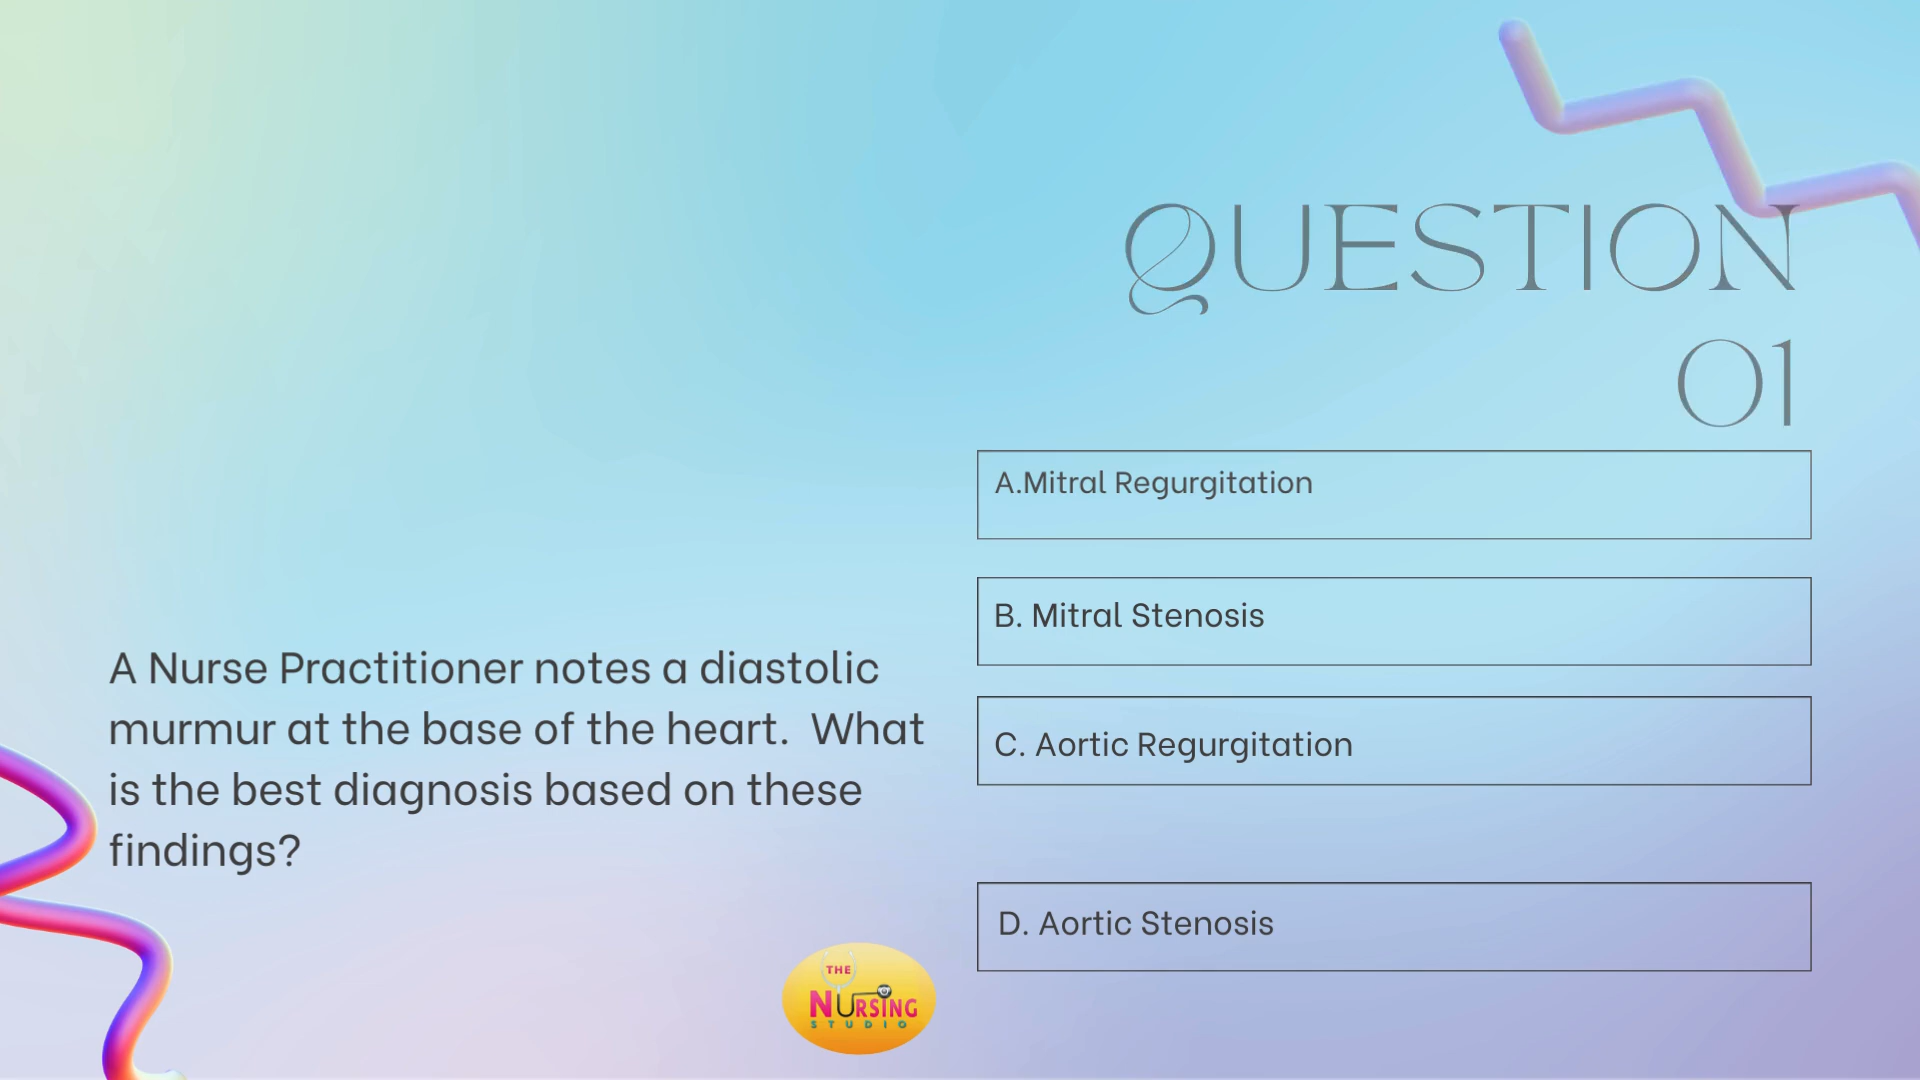 QUESTION
01
A Nurse Practitioner notes a diastolic
murmur at the base of the heart.  What
is the best diagnosis based on these
findings?
A.Mitral Regurgitation
B. Mitral Stenosis
C. Aortic Regurgitation
D. Aortic Stenosis
THE
NURSING
STUDIO